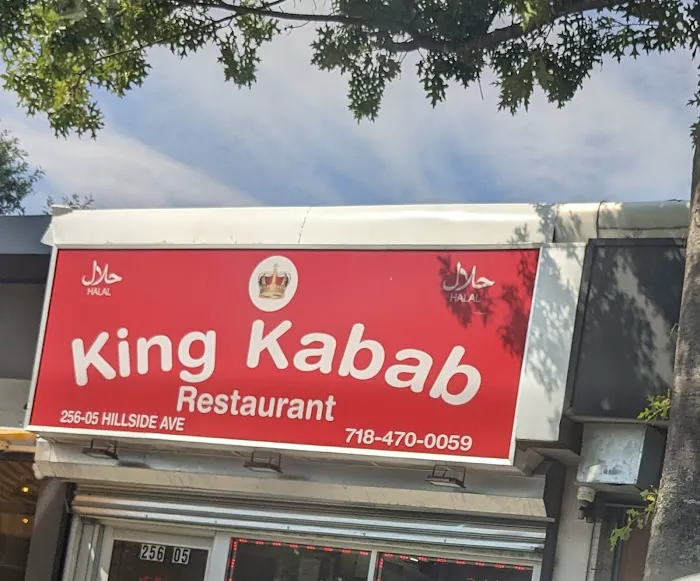 حلال
HALAL
حلال
HALAL
King Kabab
Restaurant
256-05 HILLSIDE AVE
718-470-0059
256 05